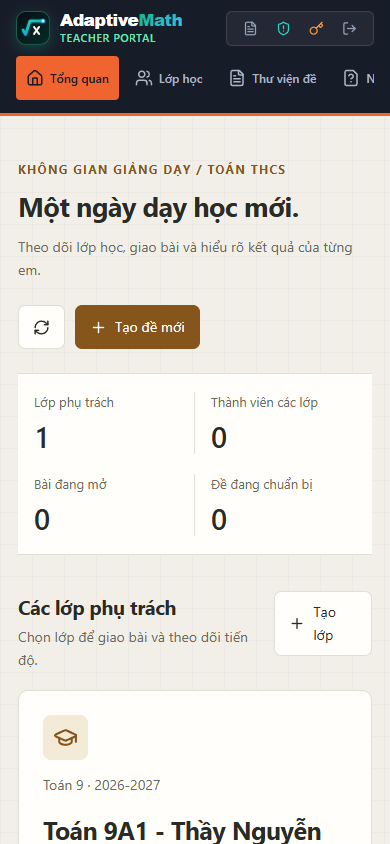 AdaptiveMath
TEACHER PORTAL
Tổng quan
Lớp học
Thư viện đề
N
KHÔNG GIAN GIẢNG DẠY / TOÁN THCS
Một ngày dạy học mới.
Theo dõi lớp học, giao bài và hiểu rõ kết quả của từng
em.
Tạo đề mới
Lớp phụ trách
1
Thành viên các lớp
0
Bài đang mở
0
Đề đang chuẩn bị
0
Các lớp phụ trách
Chọn lớp để giao bài và theo dõi tiến
độ.
Tạo
lớp
Toán 9 · 2026-2027
Toán 9A1 - Thầy Nguyễn